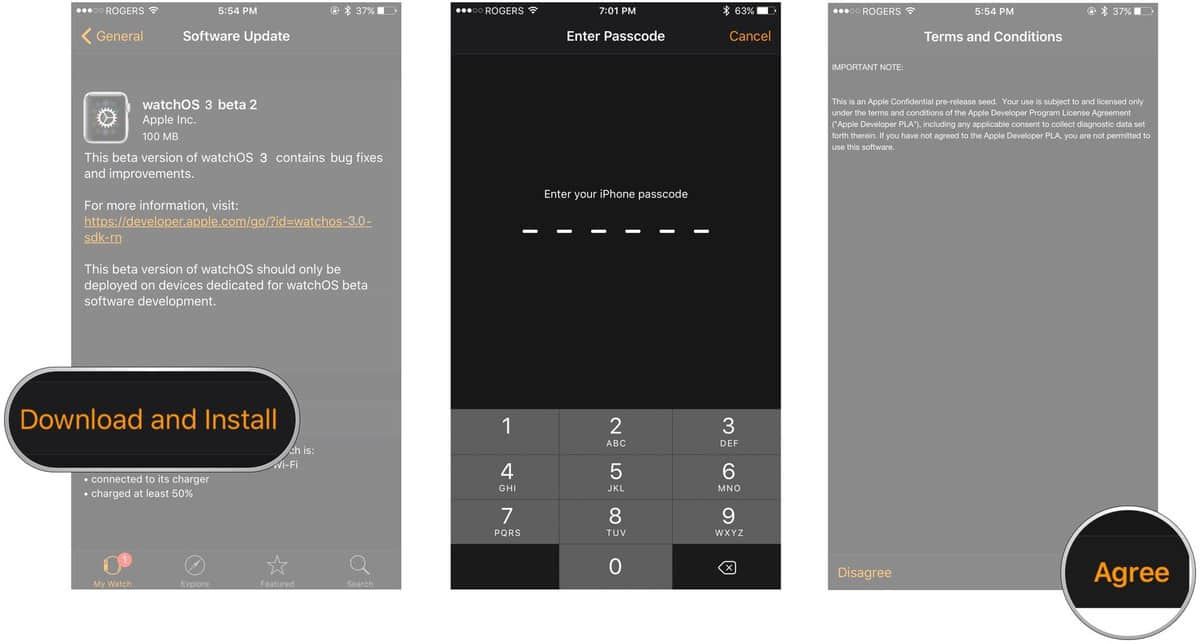 ROGERS 5:54 PM 37%
General Software Update
watchOS 3 beta 2
Apple Inc.
100 MB
This beta version of watchOS 3 contains bug fixes
and improvements.
For more information, visit:
https://developer.apple.com/go/?id=watchos-3.0-
sdk-rn
This beta version of watchOS should only be
deployed on devices dedicated for watchOS beta
software development.
Download and Install
ch is:
Wi-Fi
• connected to its charger
• charged at least 50%
1
My Watch Explore Featured Search
ROGERS 7:01 PM 63%
Enter Passcode Cancel
Enter your iPhone passcode
1 2 3
ABC DEF
4 5 6
GHI JKL MNO
7 8 9
PQRS TUV WXYZ
0
ROGERS 5:54 PM 37%
Terms and Conditions
IMPORTANT NOTE:
This is an Apple Confidential pre-release seed. Your use is subject to and licensed only
under the terms and conditions of the Apple Developer Program License Agreement
("Apple Developer PLA"), including any applicable consent to collect diagnostic data set
forth therein. If you have not agreed to the Apple Developer PLA, you are not permitted to
use this software.
Disagree Agree